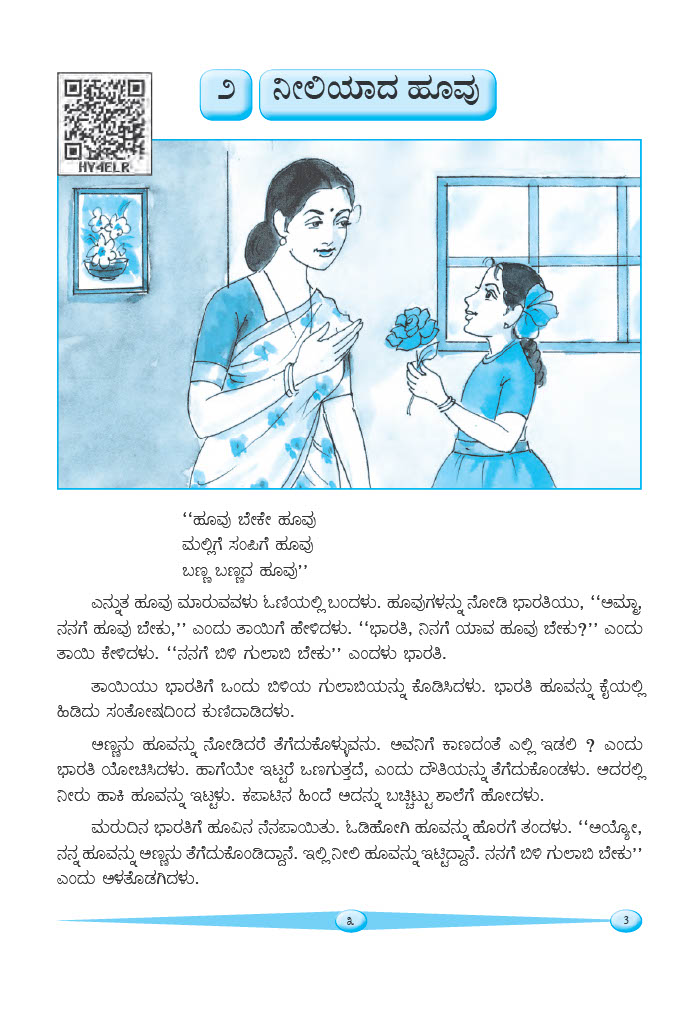 HY4ELR
೨ ನೀಲಿಯಾದ ಹೂವು
‘‘ಹೂವು ಬೇಕೇ ಹೂವು
ಮಲ್ಲಿಗೆ ಸಂಪಿಗೆ ಹೂವು
ಬಣ್ಣ ಬಣ್ಣದ ಹೂವು’’
ಎನ್ನುತ ಹೂವು ಮಾರುವವಳು ಓಣಿಯಲ್ಲಿ ಬಂದಳು. ಹೂವುಗಳನ್ನು ನೋಡಿ ಭಾರತಿಯು, ‘‘ಅಮ್ಮಾ,
ನನಗೆ ಹೂವು ಬೇಕು,’’ ಎಂದು ತಾಯಿಗೆ ಹೇಳಿದಳು. ‘‘ಭಾರತಿ, ನಿನಗೆ ಯಾವ ಹೂವು ಬೇಕು?’’ ಎಂದು
ತಾಯಿ ಕೇಳಿದಳು. ‘‘ನನಗೆ ಬಿಳಿ ಗುಲಾಬಿ ಬೇಕು’’ ಎಂದಳು ಭಾರತಿ.
ತಾಯಿಯು ಭಾರತಿಗೆ ಒಂದು ಬಿಳಿಯ ಗುಲಾಬಿಯನ್ನು ಕೊಡಿಸಿದಳು. ಭಾರತಿ ಹೂವನ್ನು ಕೈಯಲ್ಲಿ
ಹಿಡಿದು ಸಂತೋಷದಿಂದ ಕುಣಿದಾಡಿದಳು.
ಅಣ್ಣನು ಹೂವನ್ನು ನೋಡಿದರೆ ತೆಗೆದುಕೊಳ್ಳುವನು. ಅವನಿಗೆ ಕಾಣದಂತೆ ಎಲ್ಲಿ ಇಡಲಿ ? ಎಂದು
ಭಾರತಿ ಯೋಚಿಸಿದಳು. ಹಾಗೆಯೇ ಇಟ್ಟರೆ ಒಣಗುತ್ತದೆ, ಎಂದು ದೌತಿಯನ್ನು ತೆಗೆದುಕೊಂಡಳು. ಅದರಲ್ಲಿ
ನೀರು ಹಾಕಿ ಹೂವನ್ನು ಇಟ್ಟಳು. ಕಪಾಟಿನ ಹಿಂದೆ ಅದನ್ನು ಬಚ್ಚಿಟ್ಟು ಶಾಲೆಗೆ ಹೋದಳು.
ಮರುದಿನ ಭಾರತಿಗೆ ಹೂವಿನ ನೆನಪಾಯಿತು. ಓಡಿಹೋಗಿ ಹೂವನ್ನು ಹೊರಗೆ ತಂದಳು. ‘‘ಅಯ್ಯೋ,
ನನ್ನ ಹೂವನ್ನು ಅಣ್ಣನು ತೆಗೆದುಕೊಂಡಿದ್ದಾನೆ. ಇಲ್ಲಿ ನೀಲಿ ಹೂವನ್ನು ಇಟ್ಟಿದ್ದಾನೆ. ನನಗೆ ಬಿಳಿ ಗುಲಾಬಿ ಬೇಕು’’
ಎಂದು ಅಳತೊಡಗಿದಳು.
೩ 3